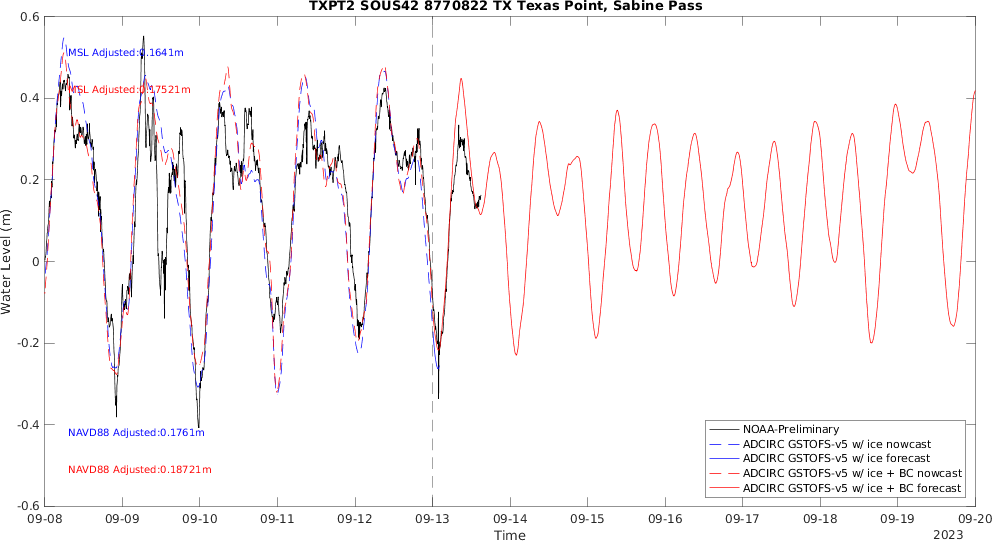 TXPT2 SOUS42 8770822 TX Texas Point, Sabine Pass
0.6
0.4
0.2
0
-0.2
-0.4
-0.6
Water Level (m)
MSL Adjusted:0.1641m
MSL Adjusted:0.17521m
NAVD88 Adjusted:0.1761m
NAVD88 Adjusted:0.18721m
NOAA-Preliminary
ADCIRC GSTOFS-v5 w/ ice nowcast
ADCIRC GSTOFS-v5 w/ ice forecast
ADCIRC GSTOFS-v5 w/ ice + BC nowcast
ADCIRC GSTOFS-v5 w/ ice + BC forecast
09-08 09-09 09-10 09-11 09-12 09-13 09-14 09-15 09-16 09-17 09-18 09-19 09-20
Time
2023